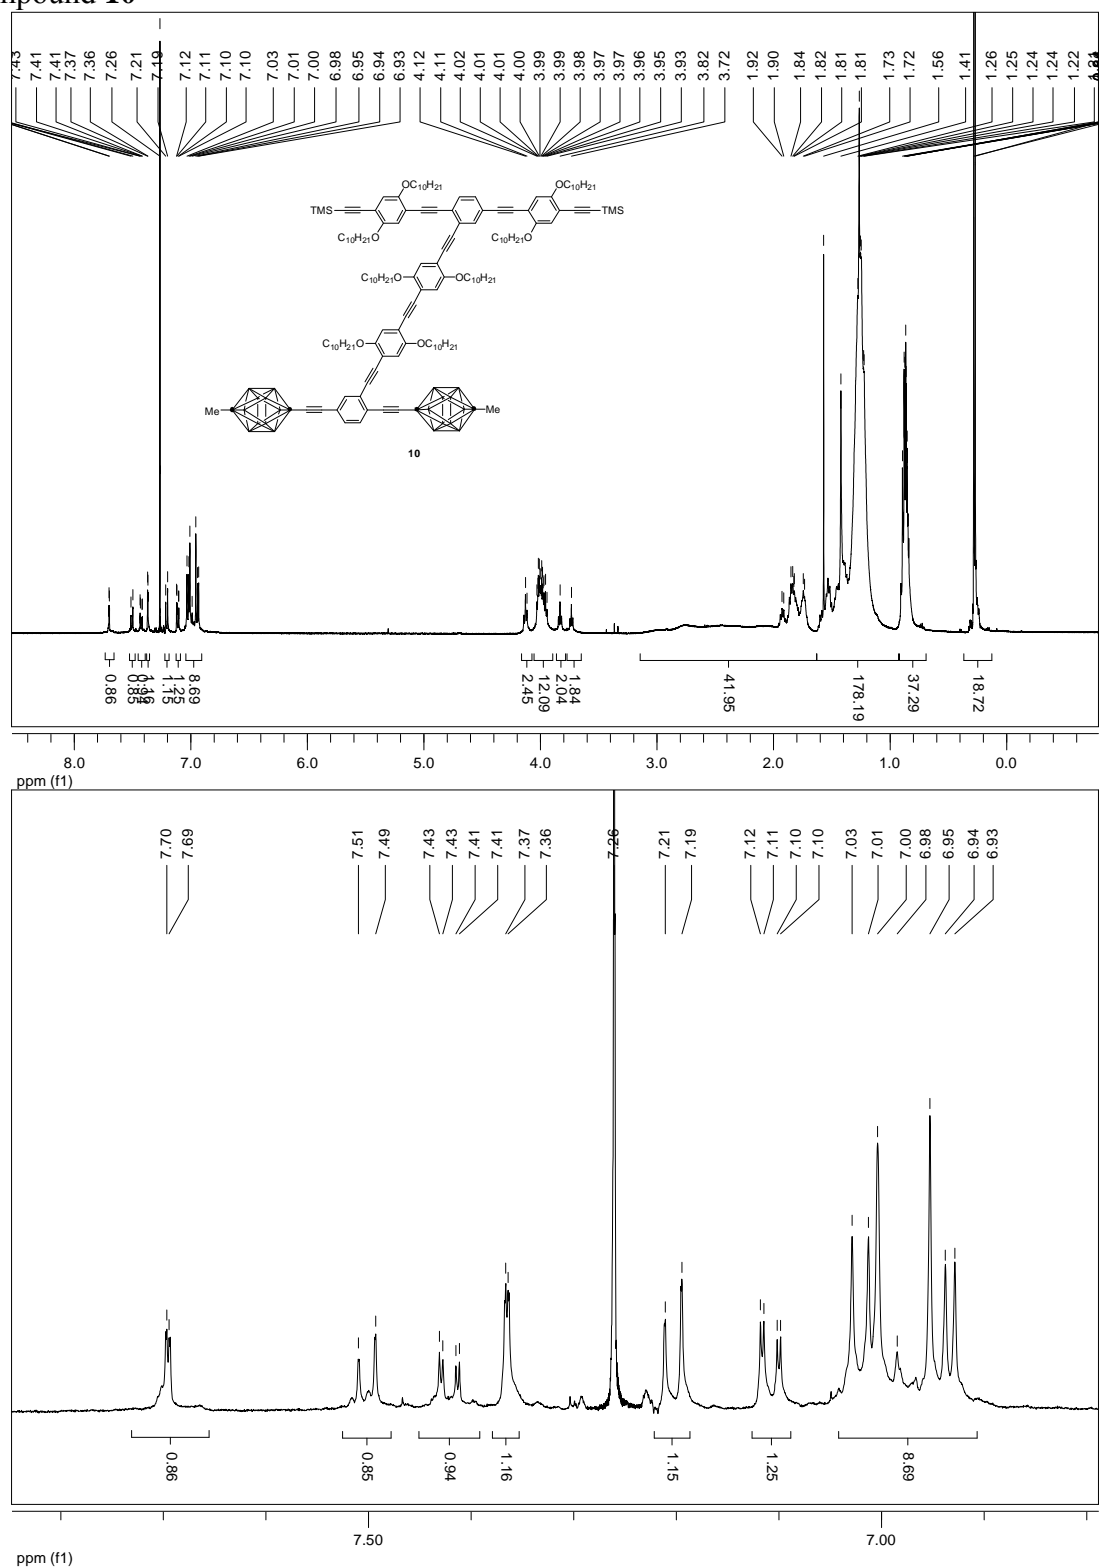 mpound 10
7.43 7.41 7.41 7.37 7.36 7.26 7.21 7.19 7.12 7.11 7.10 7.10 7.03 7.01 7.00 6.98 6.95 6.94 6.93 4.12 4.11 4.02 4.01 4.01 4.00 3.99 3.99 3.98 3.97 3.97 3.96 3.95 3.93 3.82 3.72 1.92 1.90 1.84 1.82 1.81 1.81 1.73 1.72 1.56 1.41 1.26 1.25 1.24 1.24 1.22
OC10H21 OC10H21
TMS TMS
C10H21O C10H21O
C10H21O OC10H21
C10H21O OC10H21
Me Me
10
0.86 0.85 0.94 1.16 1.15 1.25 8.69 2.45 12.09 2.04 1.84 41.95 178.19 37.29 18.72
8.0 7.0 6.0 5.0 4.0 3.0 2.0 1.0 0.0
ppm (f1)
7.70 7.69 7.51 7.49 7.43 7.43 7.41 7.41 7.37 7.36 7.26 7.21 7.19 7.12 7.11 7.10 7.10 7.03 7.01 7.00 6.98 6.95 6.94 6.93
0.86 0.85 0.94 1.16 1.15 1.25 8.69
7.50 7.00
ppm (f1)